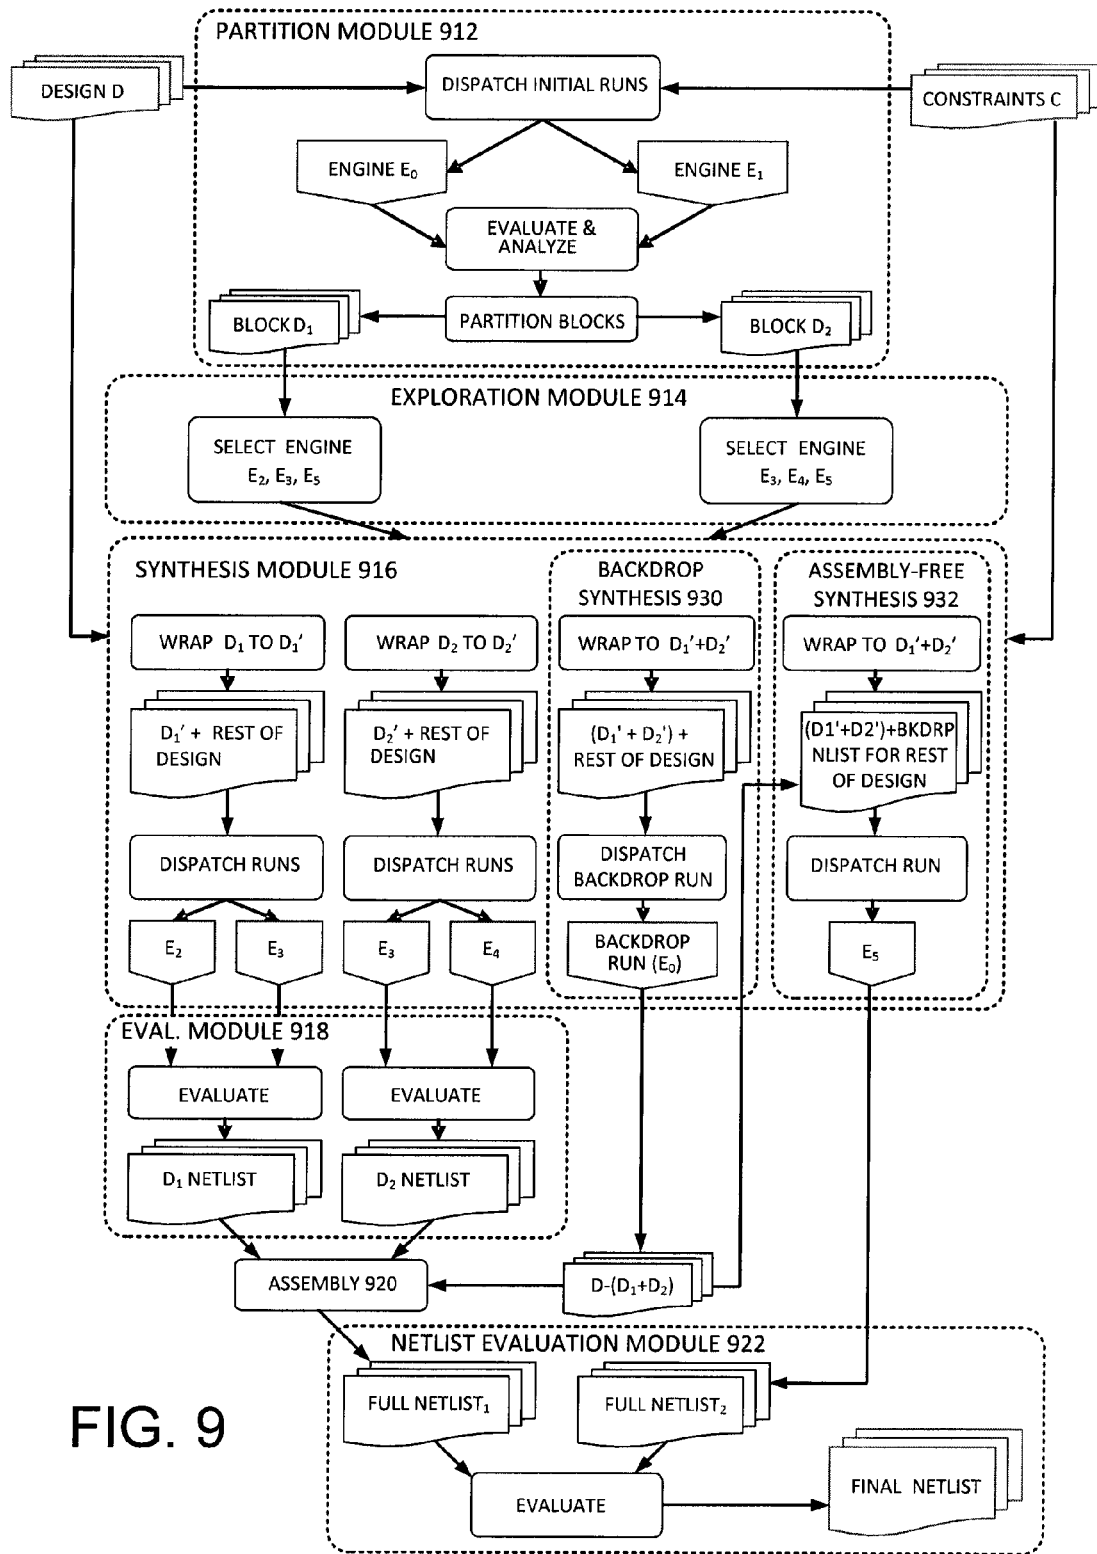 PARTITION MODULE 912
DESIGN D
DISPATCH INITIAL RUNS
CONSTRAINTS C
ENGINE E₀
ENGINE E₁
EVALUATE &
ANALYZE
BLOCK D₁
PARTITION BLOCKS
BLOCK D₂
EXPLORATION MODULE 914
SELECT ENGINE
E₂, E₃, E₅
SELECT ENGINE
E₃, E₄, E₅
SYNTHESIS MODULE 916
BACKDROP
SYNTHESIS 930
ASSEMBLY-FREE
SYNTHESIS 932
WRAP D₁ TO D₁'
WRAP D₂ TO D₂'
WRAP TO D₁'+D₂'
WRAP TO D₁'+D₂'
D₁' + REST OF
DESIGN
D₂' + REST OF
DESIGN
(D₁' + D₂') +
REST OF DESIGN
(D1'+D2')+BKDRP
NLIST FOR REST
OF DESIGN
DISPATCH RUNS
DISPATCH RUNS
DISPATCH
BACKDROP RUN
DISPATCH RUN
E₂
E₃
E₃
E₄
BACKDROP
RUN (E₀)
E₅
EVAL. MODULE 918
EVALUATE
EVALUATE
D₁ NETLIST
D₂ NETLIST
ASSEMBLY 920
D-(D₁+D₂)
NETLIST EVALUATION MODULE 922
FULL NETLIST₁
FULL NETLIST₂
FIG. 9
EVALUATE
FINAL NETLIST